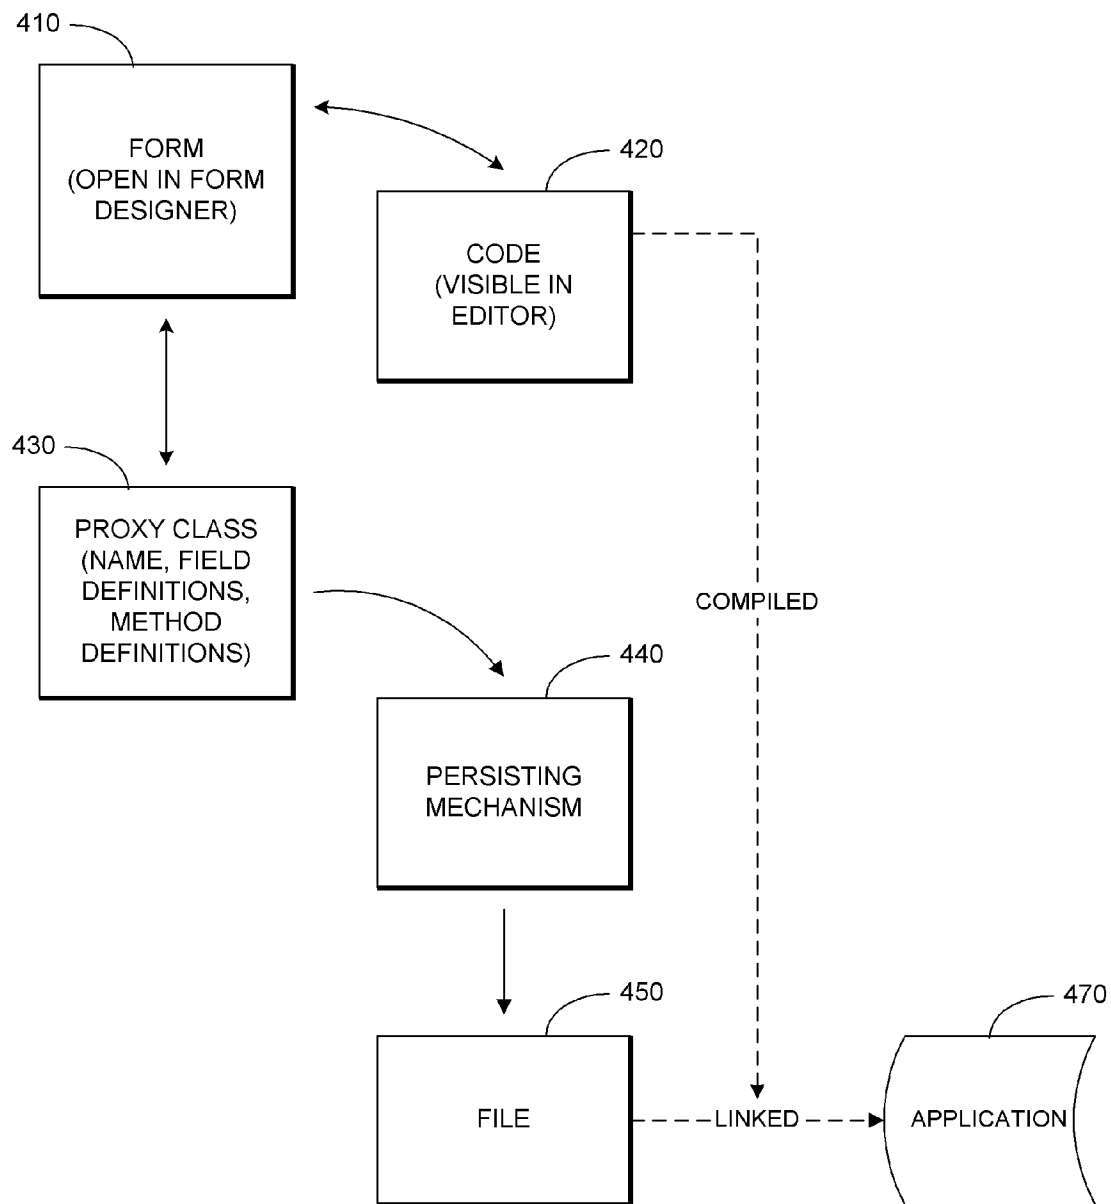 410
FORM
(OPEN IN FORM
DESIGNER)
420
CODE
(VISIBLE IN
EDITOR)
430
PROXY CLASS
(NAME, FIELD
DEFINITIONS,
METHOD
DEFINITIONS)
COMPILED
440
PERSISTING
MECHANISM
450
FILE
LINKED
470
APPLICATION